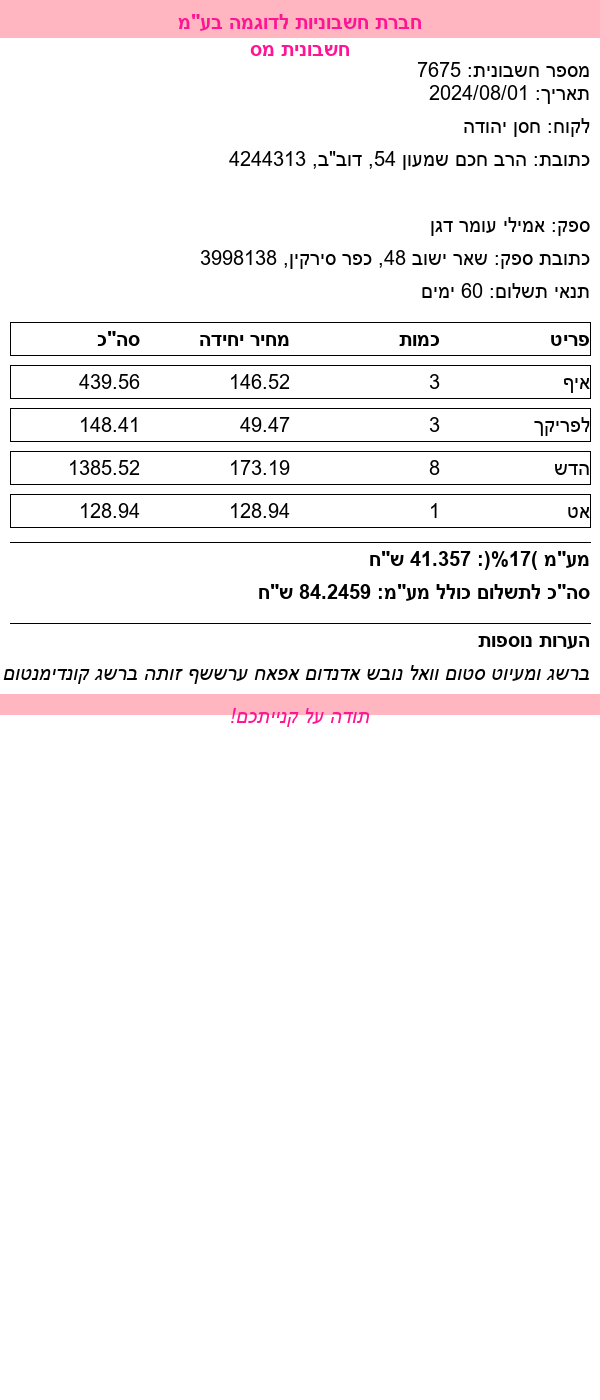 חברת חשבוניות לדוגמה בע"מ
חשבונית מס
מספר חשבונית: 7675
תאריך: 2024/08/01
לקוח: חסן יהודה
כתובת: הרב חכם שמעון 54, דוב"ב, 4244313
ספק: אמילי עומר דגן
כתובת ספק: שאר ישוב 48, כפר סירקין, 3998138
תנאי תשלום: 60 ימים
פריט כמות מחיר יחידה סה"כ
איף 3 146.52 439.56
לפריקך 3 49.47 148.41
הדש 8 173.19 1385.52
אט 1 128.94 128.94
מע"מ )17%(: 41.357 ש"ח
סה"כ לתשלום כולל מע"מ: 84.2459 ש"ח
הערות נוספות
ברשג ומעיוט סטום וואל נובש אדנדום אפאח ערששף זותה ברשג קונדימנטום
תודה על קנייתכם!